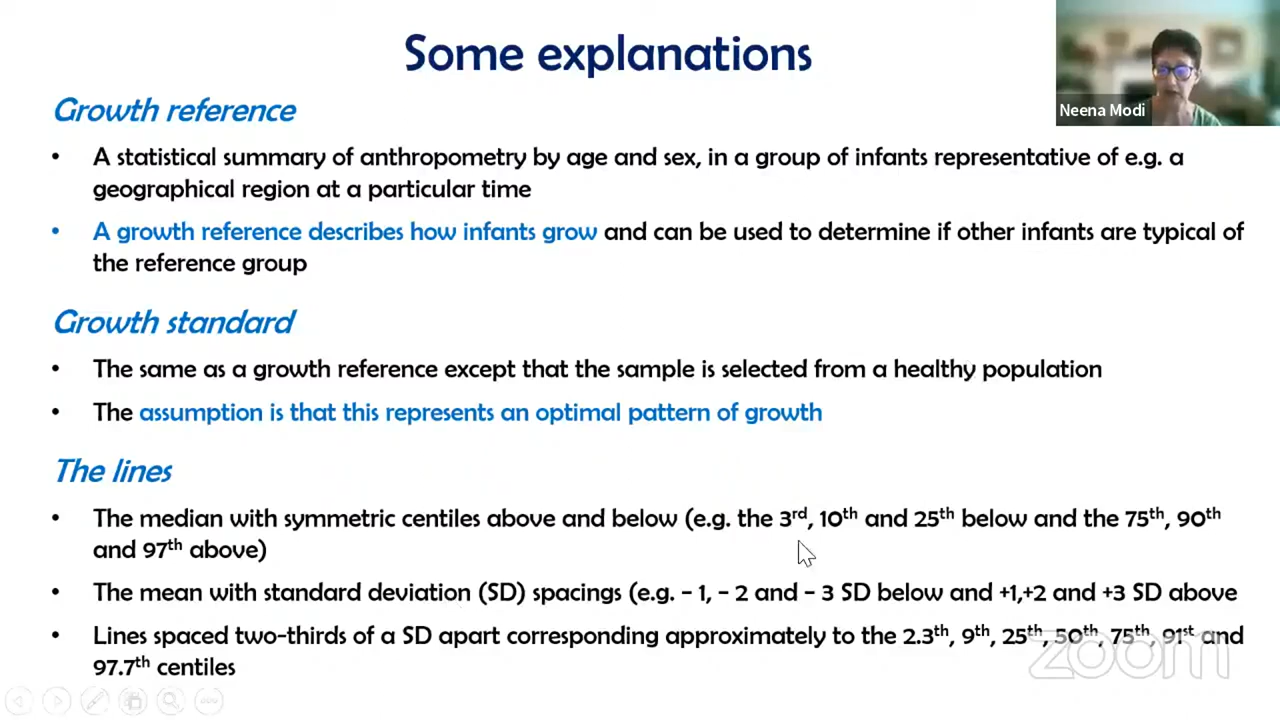 Some explanations
Neena Modi
Growth reference
• A statistical summary of anthropometry by age and sex, in a group of infants representative of e.g. a
geographical region at a particular time
• A growth reference describes how infants grow and can be used to determine if other infants are typical of
the reference group
Growth standard
• The same as a growth reference except that the sample is selected from a healthy population
• The assumption is that this represents an optimal pattern of growth
The lines
• The median with symmetric centiles above and below (e.g. the 3rd, 10th and 25th below and the 75th, 90th
and 97th above)
• The mean with standard deviation (SD) spacings (e.g. – 1, – 2 and – 3 SD below and +1,+2 and +3 SD above
• Lines spaced two-thirds of a SD apart corresponding approximately to the 2.3th, 9th, 25th, 50th, 75th, 91st and
97.7th centiles
zoom